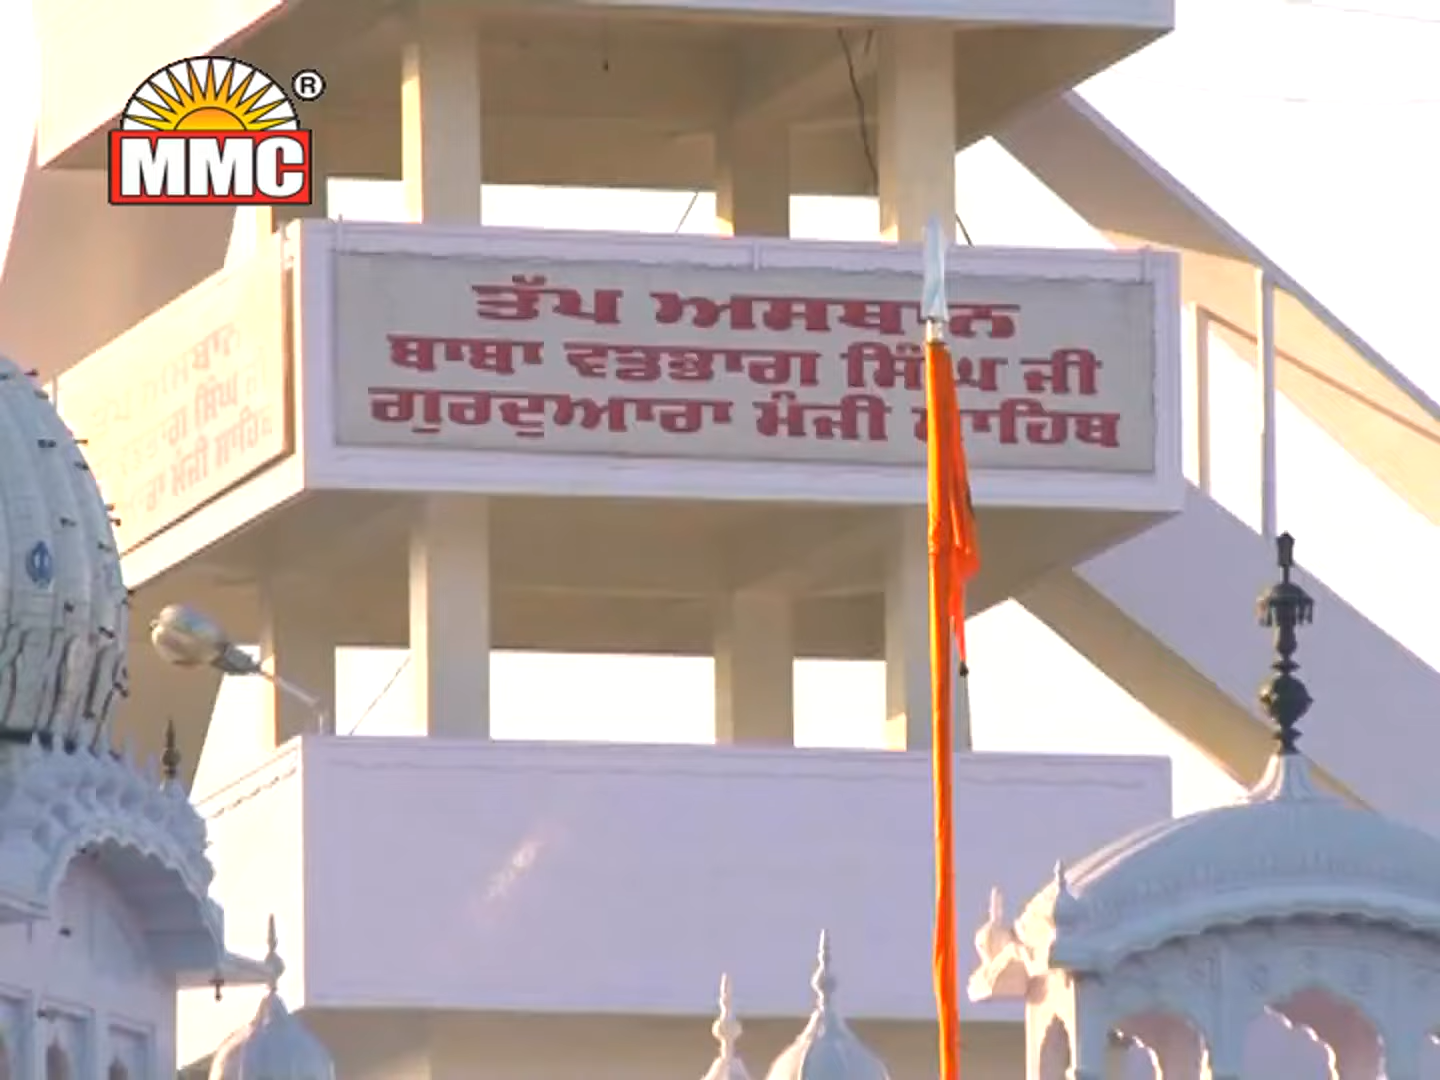 MMC
®
ਤੱਪ ਅਸਥਾਨ
ਬਾਬਾ ਵਡਭਾਗ ਸਿੰਘ ਜੀ
ਗੁਰਦੁਆਰਾ ਮੰਜੀ ਸਾਹਿਬ
ਸਿੰਘ ਜੀ
ਮੰਜੀ ਸਾਹਿਬ